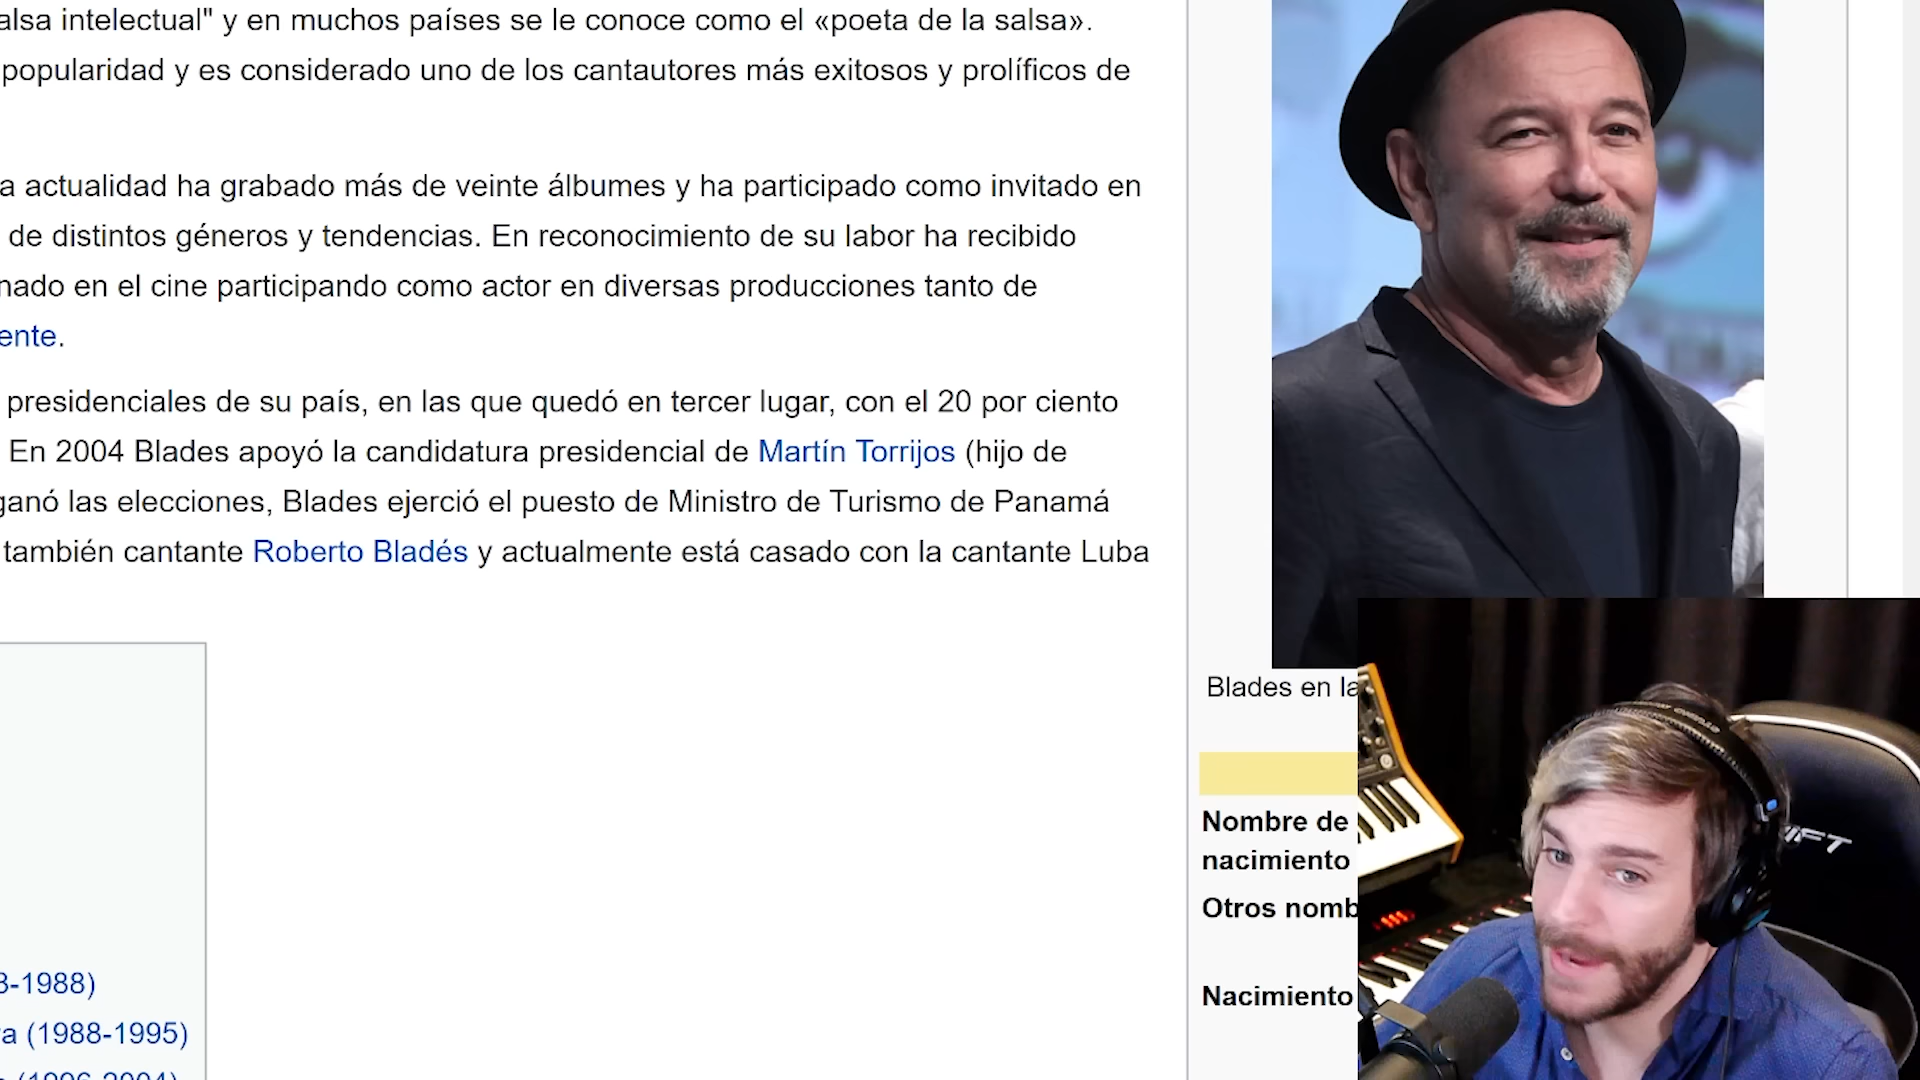 alsa intelectual" y en muchos países se le conoce como el «poeta de la salsa».
popularidad y es considerado uno de los cantautores más exitosos y prolíficos de
a actualidad ha grabado más de veinte álbumes y ha participado como invitado en
de distintos géneros y tendencias. En reconocimiento de su labor ha recibido
nado en el cine participando como actor en diversas producciones tanto de
ente.
presidenciales de su país, en las que quedó en tercer lugar, con el 20 por ciento
En 2004 Blades apoyó la candidatura presidencial de Martín Torrijos (hijo de
ganó las elecciones, Blades ejerció el puesto de Ministro de Turismo de Panamá
también cantante Roberto Bladés y actualmente está casado con la cantante Luba
Blades en la
Nombre de
nacimiento
Otros nomb
Nacimiento
3-1988)
a (1988-1995)
(1996-2004)